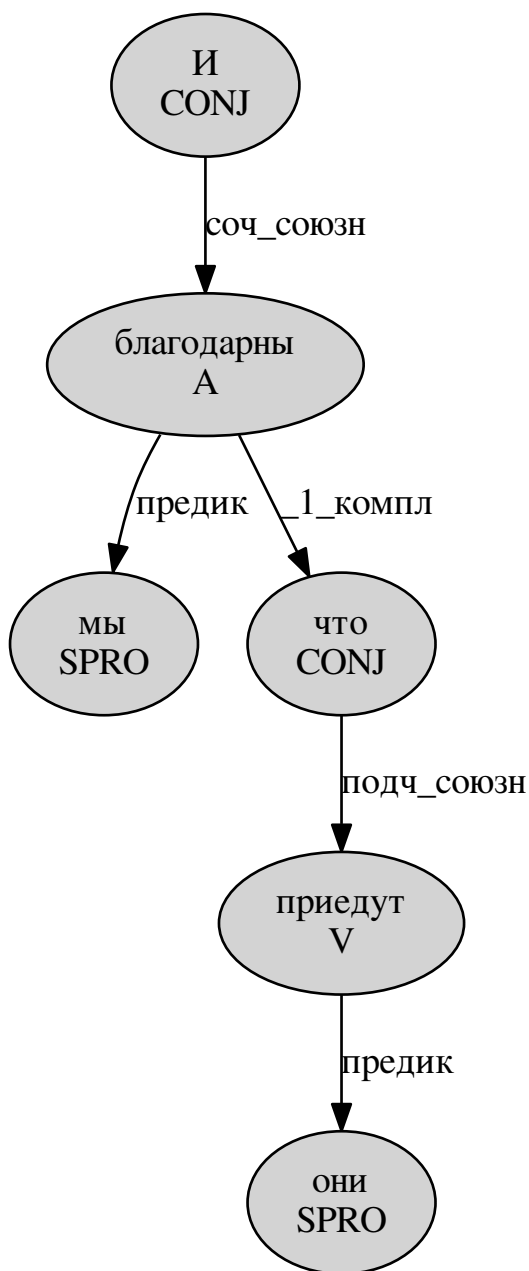 И
CONJ
соч_союзн
благодарны
A
предик
_1_компл
мы
SPRO
что
CONJ
подч_союзн
приедут
V
предик
они
SPRO